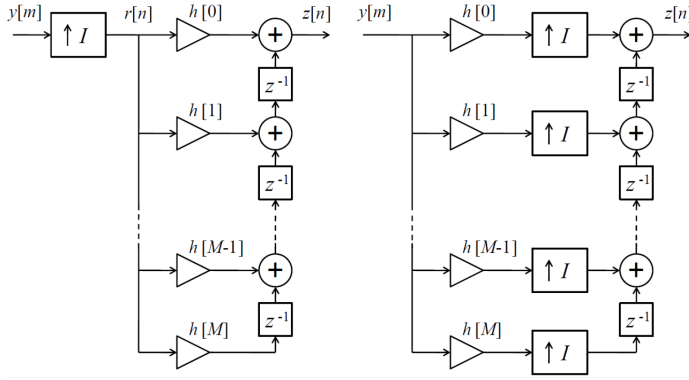 y[m] r[n] h[0] z[n] y[m] h[0] z[n]
↑ I + ↑ I +
z⁻¹ z⁻¹
h[1] h[1]
+ ↑ I +
z⁻¹ z⁻¹
h[M-1] h[M-1]
+ ↑ I +
z⁻¹ z⁻¹
h[M] h[M]
↑ I